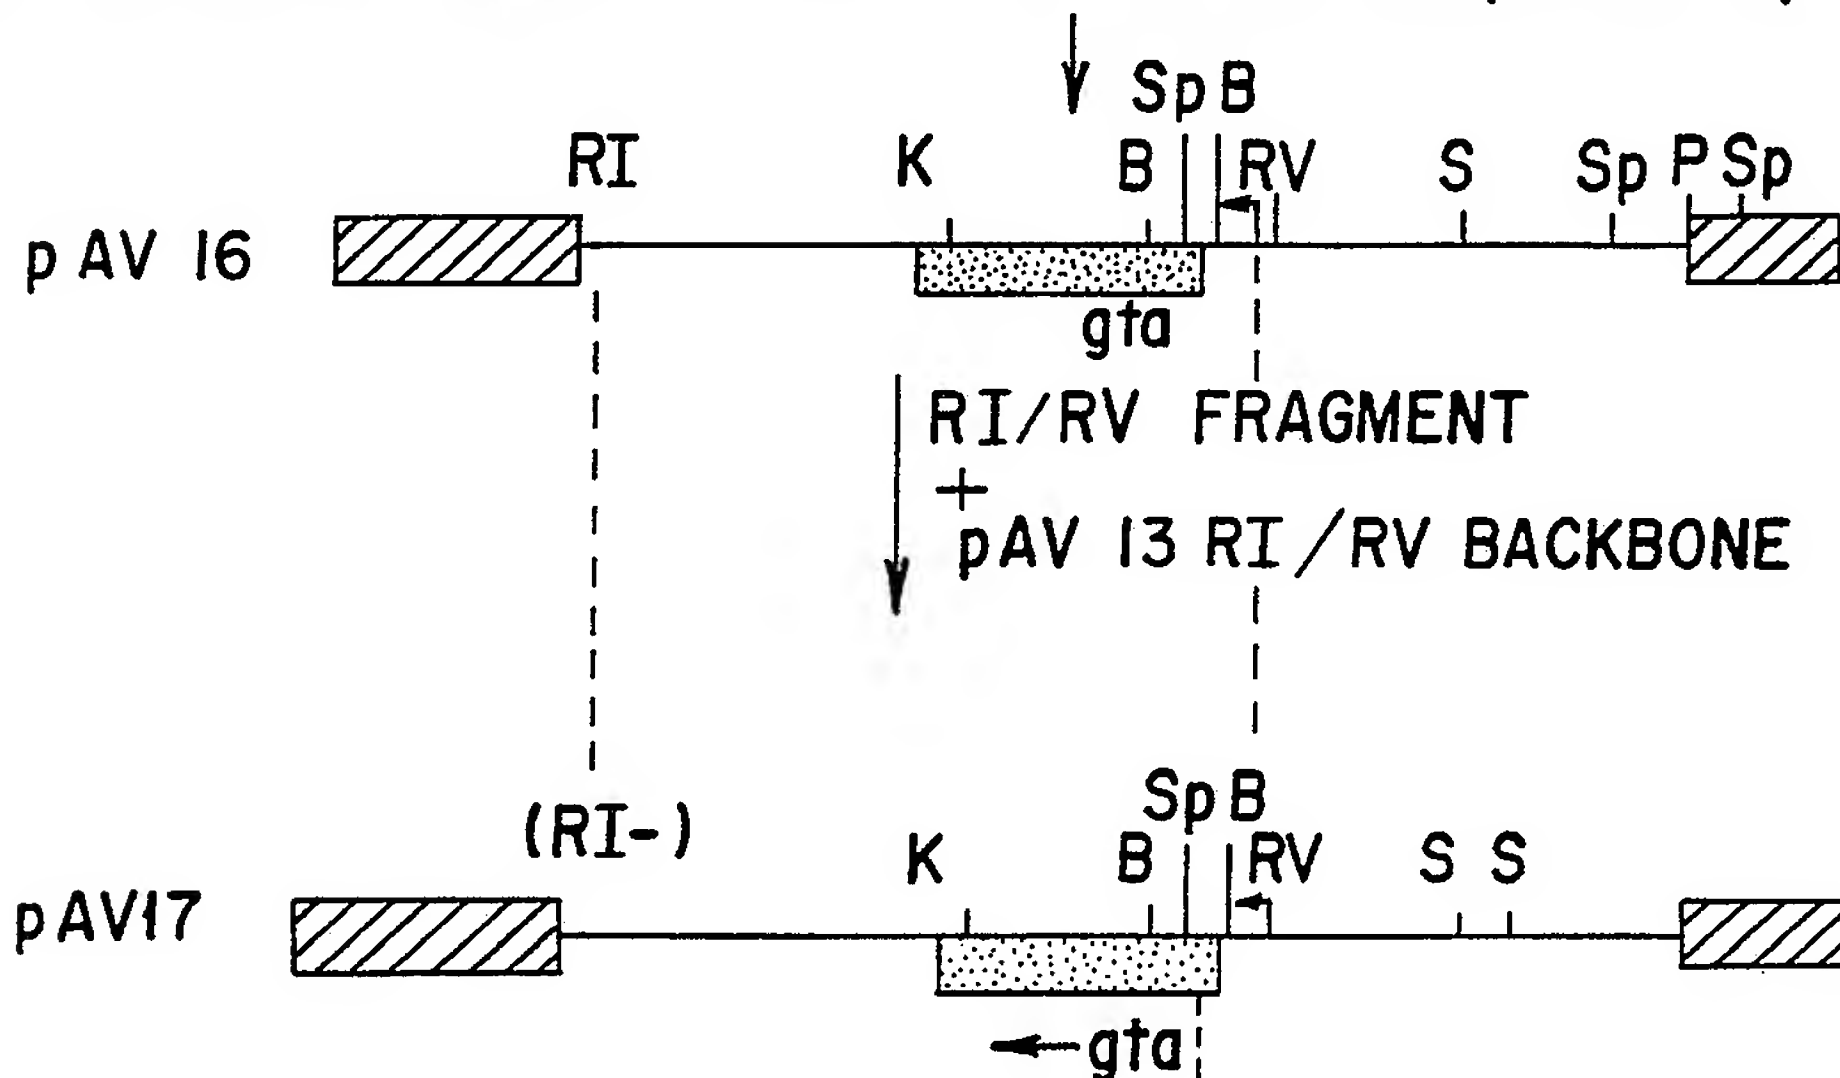 Sp B
RI K B RV S Sp P Sp
p AV 16
gta
RI/RV FRAGMENT
+
pAV 13 RI/RV BACKBONE
Sp B
(RI-) K B RV S S
p AV17
gta